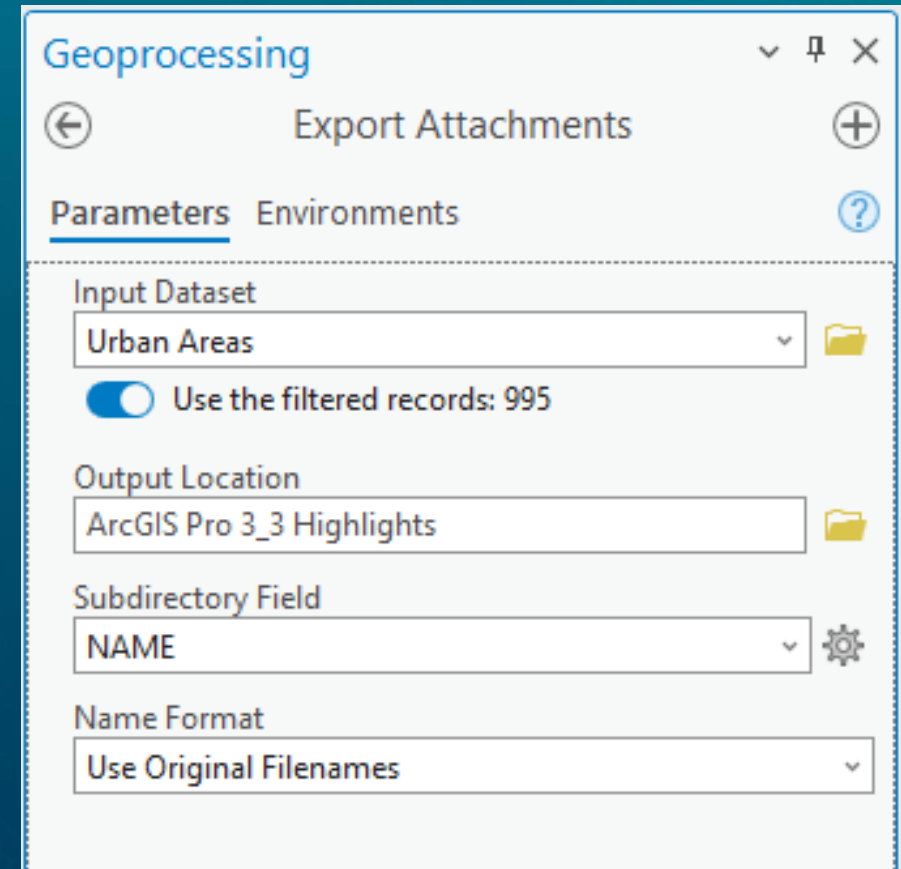 Geoprocessing
Export Attachments
Parameters Environments
Input Dataset
Urban Areas
Use the filtered records: 995
Output Location
ArcGIS Pro 3_3 Highlights
Subdirectory Field
NAME
Name Format
Use Original Filenames